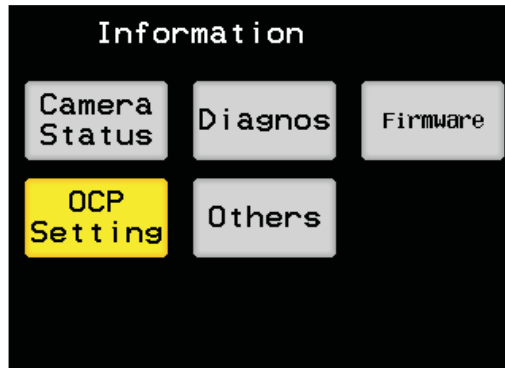 Information
Camera
Status
Diagnos
Firmware
OCP
Setting
Others